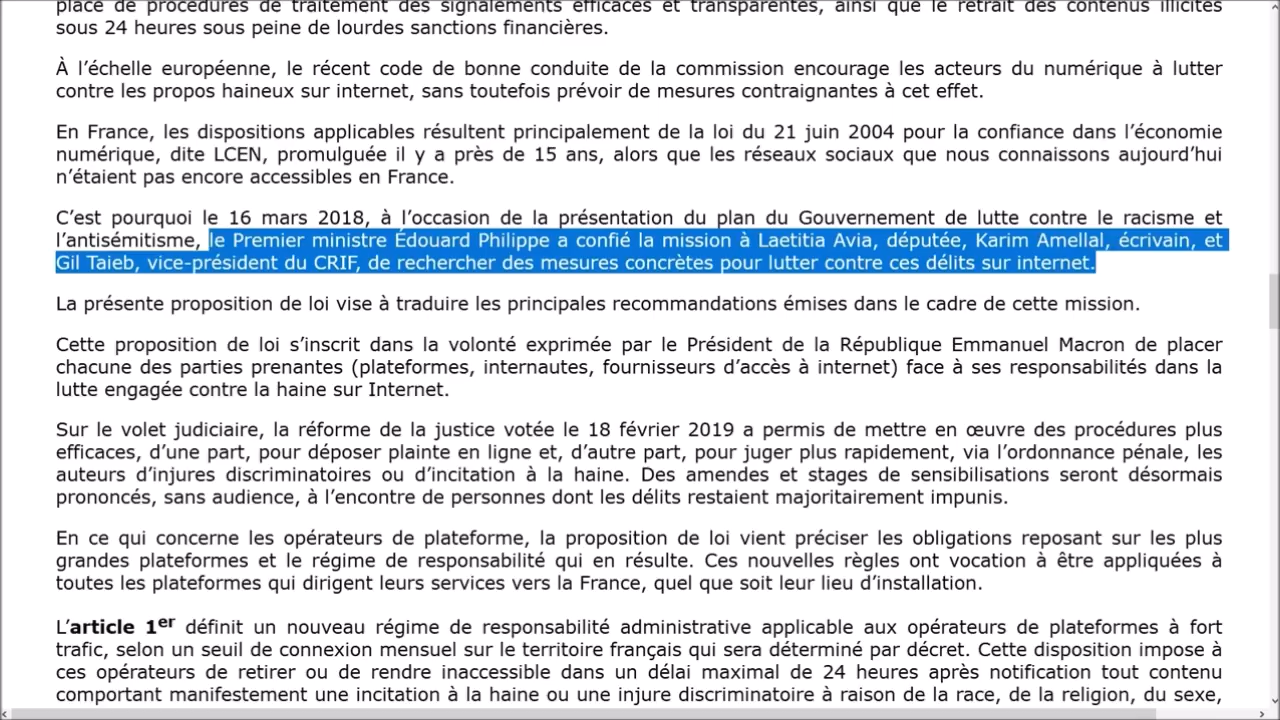 place de procédures de traitement des signalements efficaces et transparentes, ainsi que le retrait des contenus illicites
sous 24 heures sous peine de lourdes sanctions financières.
À l’échelle européenne, le récent code de bonne conduite de la commission encourage les acteurs du numérique à lutter
contre les propos haineux sur internet, sans toutefois prévoir de mesures contraignantes à cet effet.
En France, les dispositions applicables résultent principalement de la loi du 21 juin 2004 pour la confiance dans l’économie
numérique, dite LCEN, promulguée il y a près de 15 ans, alors que les réseaux sociaux que nous connaissons aujourd’hui
n’étaient pas encore accessibles en France.
C’est pourquoi le 16 mars 2018, à l’occasion de la présentation du plan du Gouvernement de lutte contre le racisme et
l’antisémitisme, le Premier ministre Édouard Philippe a confié la mission à Laetitia Avia, députée, Karim Amellal, écrivain, et
Gil Taieb, vice-président du CRIF, de rechercher des mesures concrètes pour lutter contre ces délits sur internet.
La présente proposition de loi vise à traduire les principales recommandations émises dans le cadre de cette mission.
Cette proposition de loi s’inscrit dans la volonté exprimée par le Président de la République Emmanuel Macron de placer
chacune des parties prenantes (plateformes, internautes, fournisseurs d’accès à internet) face à ses responsabilités dans la
lutte engagée contre la haine sur Internet.
Sur le volet judiciaire, la réforme de la justice votée le 18 février 2019 a permis de mettre en œuvre des procédures plus
efficaces, d’une part, pour déposer plainte en ligne et, d’autre part, pour juger plus rapidement, via l’ordonnance pénale, les
auteurs d’injures discriminatoires ou d’incitation à la haine. Des amendes et stages de sensibilisations seront désormais
prononcés, sans audience, à l’encontre de personnes dont les délits restaient majoritairement impunis.
En ce qui concerne les opérateurs de plateforme, la proposition de loi vient préciser les obligations reposant sur les plus
grandes plateformes et le régime de responsabilité qui en résulte. Ces nouvelles règles ont vocation à être appliquées à
toutes les plateformes qui dirigent leurs services vers la France, quel que soit leur lieu d’installation.
L’article 1er définit un nouveau régime de responsabilité administrative applicable aux opérateurs de plateformes à fort
trafic, selon un seuil de connexion mensuel sur le territoire français qui sera déterminé par décret. Cette disposition impose à
ces opérateurs de retirer ou de rendre inaccessible dans un délai maximal de 24 heures après notification tout contenu
comportant manifestement une incitation à la haine ou une injure discriminatoire à raison de la race, de la religion, du sexe,